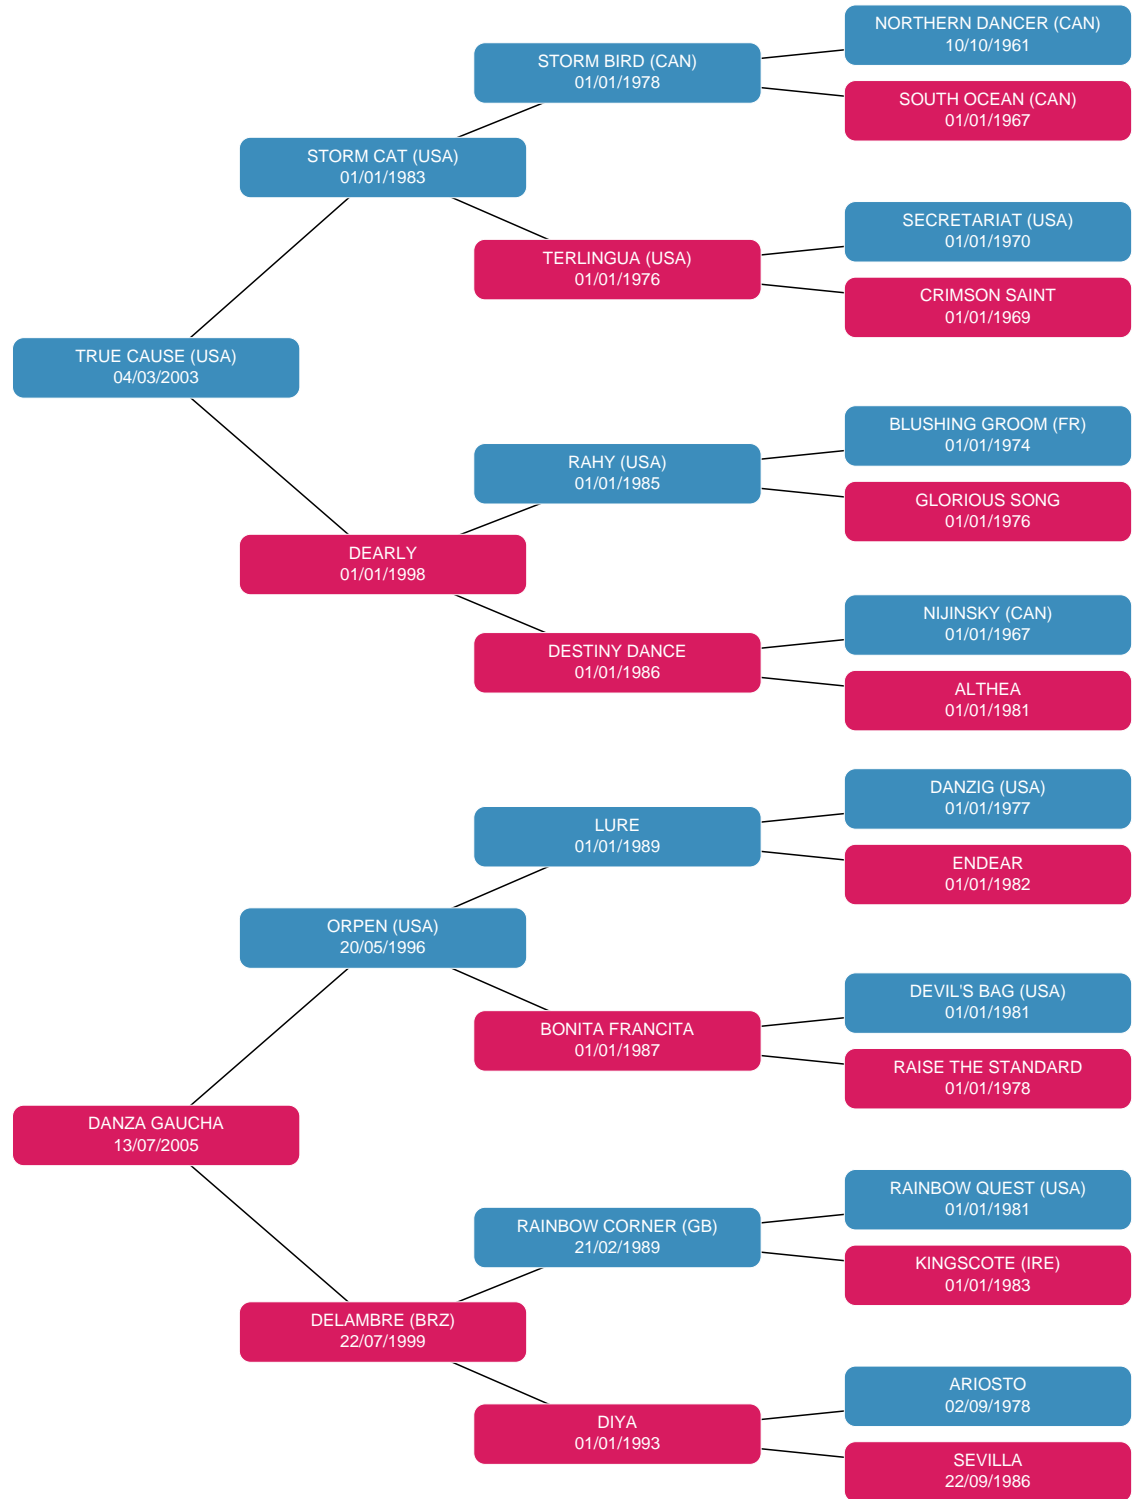 NORTHERN DANCER (CAN)
10/10/1961
STORM BIRD (CAN)
01/01/1978
SOUTH OCEAN (CAN)
01/01/1967
STORM CAT (USA)
01/01/1983
SECRETARIAT (USA)
01/01/1970
TERLINGUA (USA)
01/01/1976
CRIMSON SAINT
01/01/1969
TRUE CAUSE (USA)
04/03/2003
BLUSHING GROOM (FR)
01/01/1974
RAHY (USA)
01/01/1985
GLORIOUS SONG
01/01/1976
DEARLY
01/01/1998
NIJINSKY (CAN)
01/01/1967
DESTINY DANCE
01/01/1986
ALTHEA
01/01/1981
DANZIG (USA)
01/01/1977
LURE
01/01/1989
ENDEAR
01/01/1982
ORPEN (USA)
20/05/1996
DEVIL'S BAG (USA)
01/01/1981
BONITA FRANCITA
01/01/1987
RAISE THE STANDARD
01/01/1978
DANZA GAUCHA
13/07/2005
RAINBOW QUEST (USA)
01/01/1981
RAINBOW CORNER (GB)
21/02/1989
KINGSCOTE (IRE)
01/01/1983
DELAMBRE (BRZ)
22/07/1999
ARIOSTO
02/09/1978
DIYA
01/01/1993
SEVILLA
22/09/1986